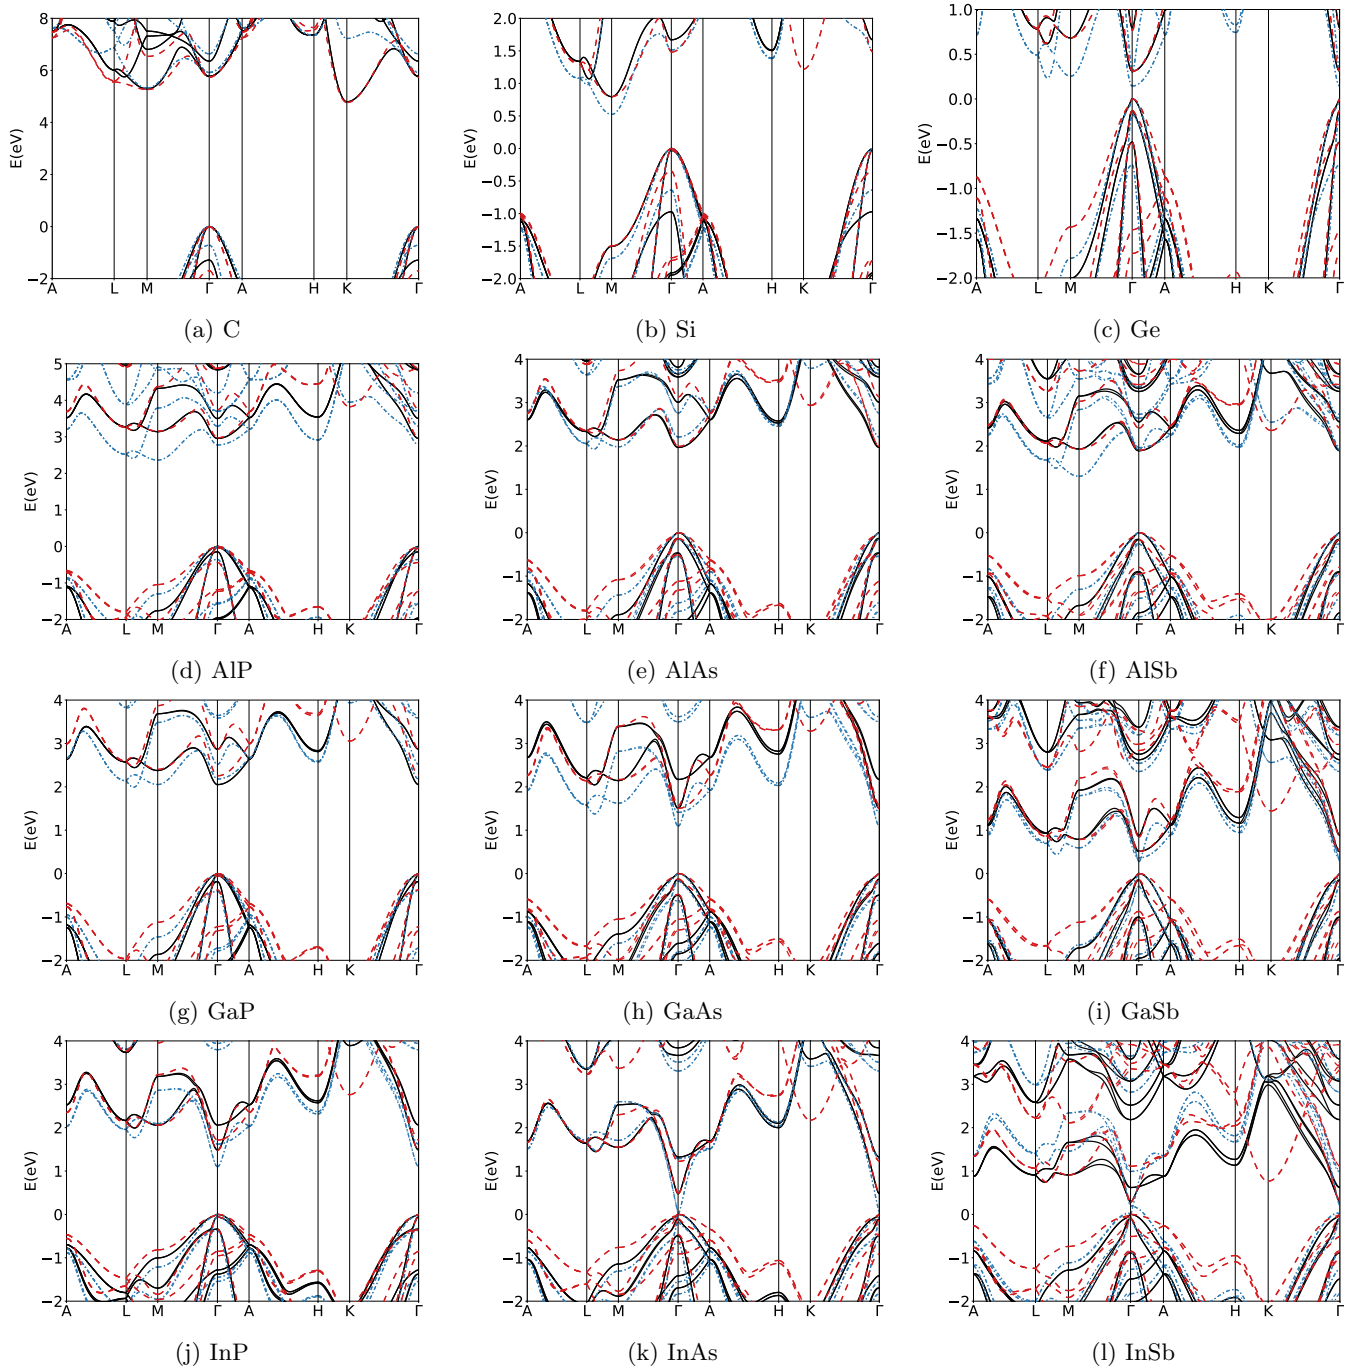 E(eV)
8
6
4
2
0
−2
A L M Γ A H K Γ
(a) C
E(eV)
2.0
1.5
1.0
0.5
0.0
−0.5
−1.0
−1.5
−2.0
A L M Γ A H K Γ
(b) Si
E(eV)
1.0
0.5
0.0
−0.5
−1.0
−1.5
−2.0
A L M Γ A H K Γ
(c) Ge
E(eV)
5
4
3
2
1
0
−1
−2
A L M Γ A H K Γ
(d) AlP
E(eV)
4
3
2
1
0
−1
−2
A L M Γ A H K Γ
(e) AlAs
E(eV)
4
3
2
1
0
−1
−2
A L M Γ A H K Γ
(f) AlSb
E(eV)
4
3
2
1
0
−1
−2
A L M Γ A H K Γ
(g) GaP
E(eV)
4
3
2
1
0
−1
−2
A L M Γ A H K Γ
(h) GaAs
E(eV)
4
3
2
1
0
−1
−2
A L M Γ A H K Γ
(i) GaSb
E(eV)
4
3
2
1
0
−1
−2
A L M Γ A H K Γ
(j) InP
E(eV)
4
3
2
1
0
−1
−2
A L M Γ A H K Γ
(k) InAs
E(eV)
4
3
2
1
0
−1
−2
A L M Γ A H K Γ
(l) InSb